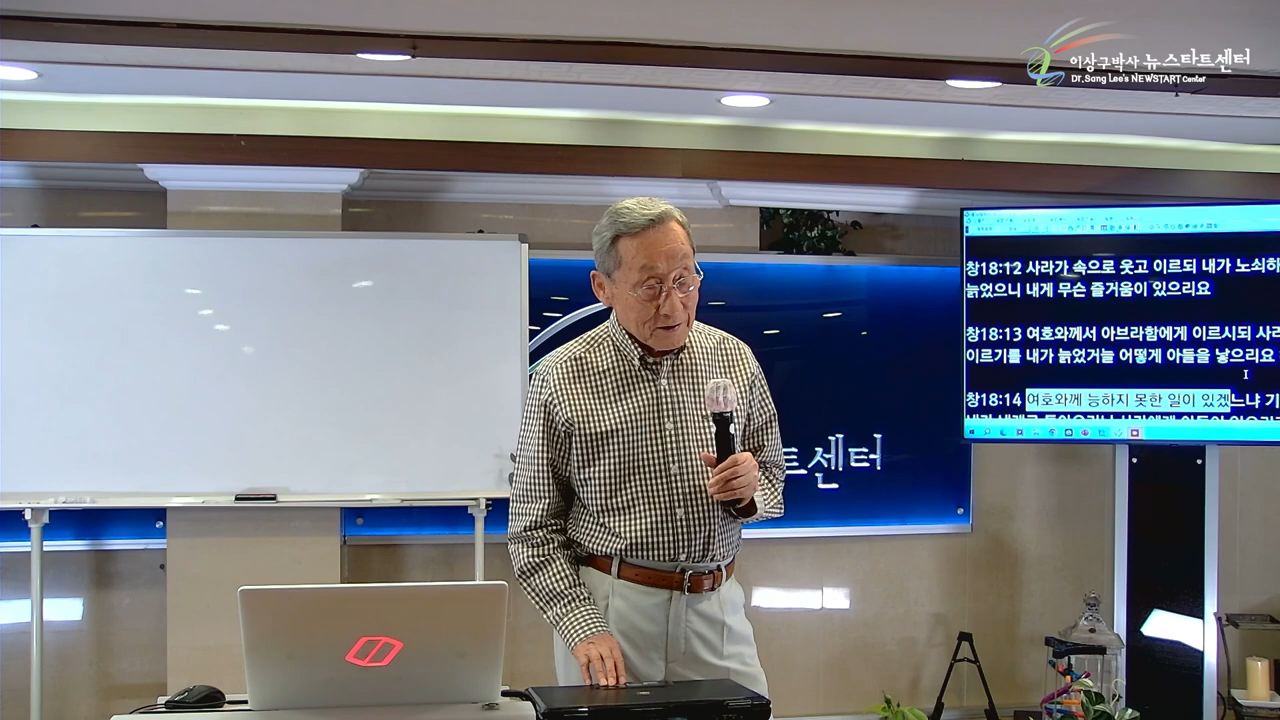 이상구박사 뉴스타트센터
Dr. Sang Lee's NEWSTART Center
창18:12 사라가 속으로 웃고 이르되 내가 노쇠하
늙었으니 내게 무슨 즐거움이 있으리요
창18:13 여호와께서 아브라함에게 이르시되 사라
이르기를 내가 늙었거늘 어떻게 아들을 낳으리요
창18:14 여호와께 능하지 못한 일이 있겠느냐 기
트센터